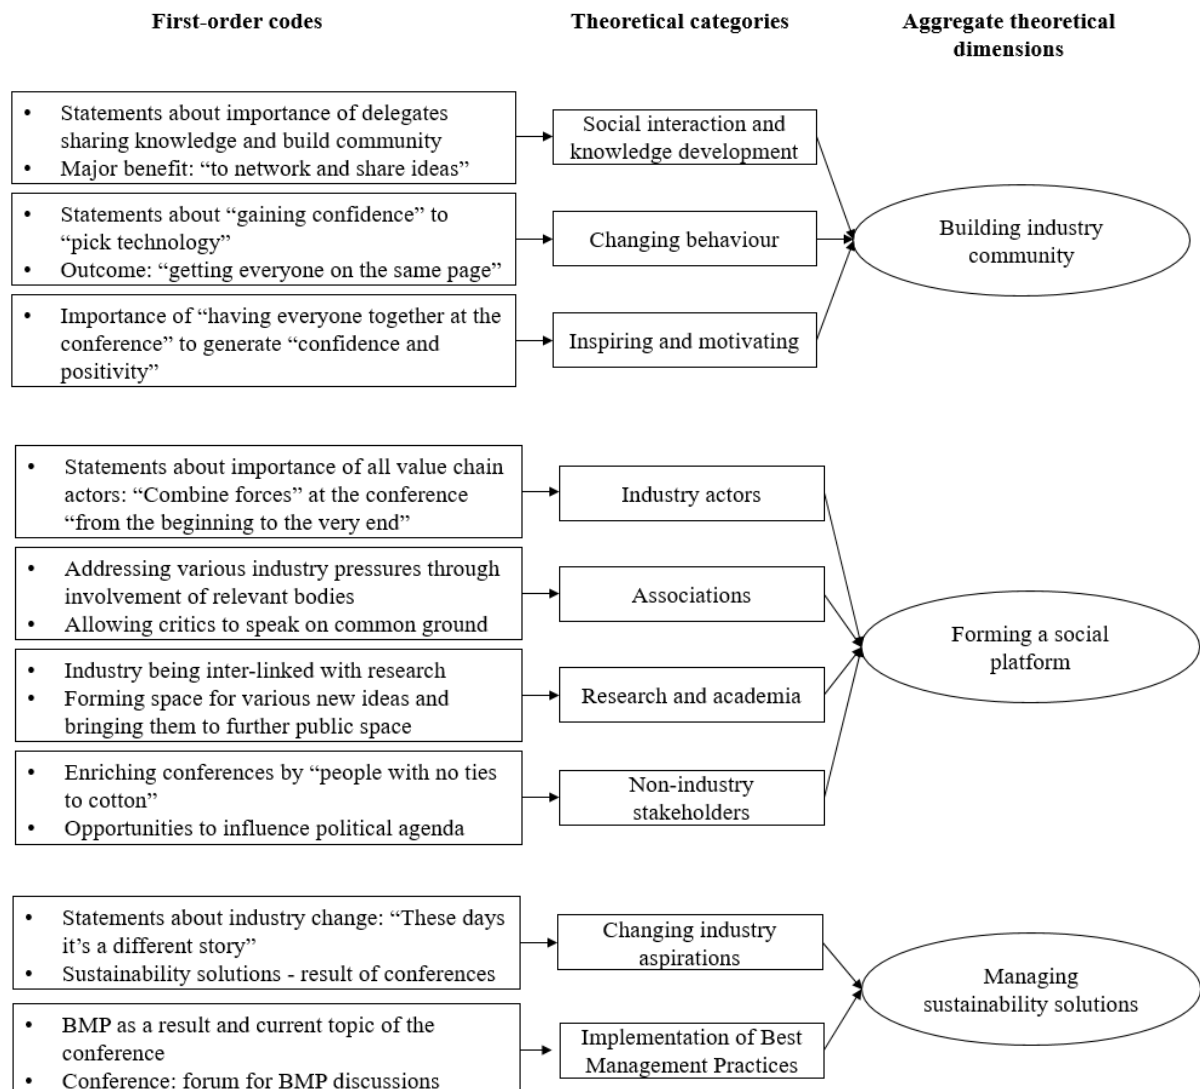 First-order codes
Theoretical categories
Aggregate theoretical
dimensions
• Statements about importance of delegates
sharing knowledge and build community
• Major benefit: “to network and share ideas”
Social interaction and
knowledge development
• Statements about “gaining confidence” to
“pick technology”
• Outcome: “getting everyone on the same page”
Changing behaviour
• Importance of “having everyone together at the
conference” to generate “confidence and
positivity”
Inspiring and motivating
Building industry
community
• Statements about importance of all value chain
actors: “Combine forces” at the conference
“from the beginning to the very end”
Industry actors
• Addressing various industry pressures through
involvement of relevant bodies
• Allowing critics to speak on common ground
Associations
• Industry being inter-linked with research
• Forming space for various new ideas and
bringing them to further public space
Research and academia
• Enriching conferences by “people with no ties
to cotton”
• Opportunities to influence political agenda
Non-industry
stakeholders
Forming a social
platform
• Statements about industry change: “These days
it’s a different story”
• Sustainability solutions - result of conferences
Changing industry
aspirations
• BMP as a result and current topic of the
conference
• Conference: forum for BMP discussions
Implementation of Best
Management Practices
Managing
sustainability solutions